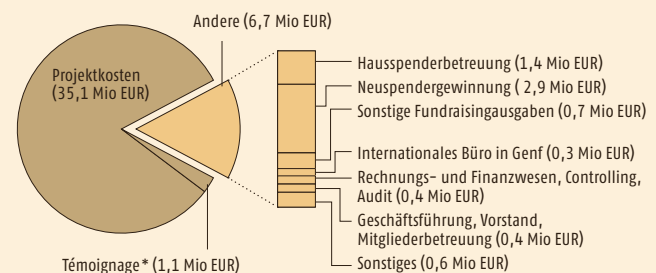 Andere (6,7 Mio EUR)
Projektkosten
(35,1 Mio EUR)
Hausspenderbetreuung (1,4 Mio EUR)
Neuspendergewinnung ( 2,9 Mio EUR)
Sonstige Fundraisingausgaben (0,7 Mio EUR)
Internationales Büro in Genf (0,3 Mio EUR)
Rechnungs- und Finanzwesen, Controlling,
Audit (0,4 Mio EUR)
Geschäftsführung, Vorstand,
Mitgliederbetreuung (0,4 Mio EUR)
Sonstiges (0,6 Mio EUR)
Témoignage* (1,1 Mio EUR)